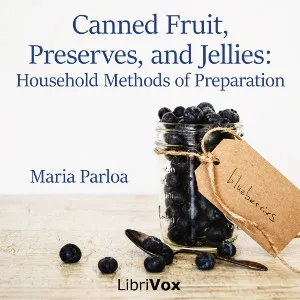 Canned Fruit,
Preserves, and Jellies:
Household Methods of Preparation
Maria Parloa
blueberries
LibriVox